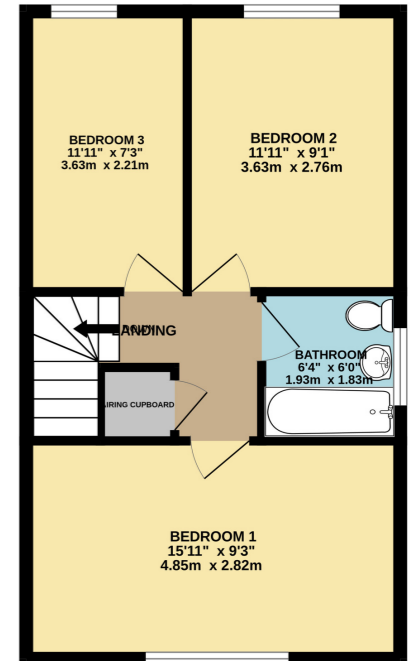 BEDROOM 3
11'11" x 7'3"
3.63m x 2.21m
BEDROOM 2
11'11" x 9'1"
3.63m x 2.76m
DOWN
LANDING
BATHROOM
6'4" x 6'0"
1.93m x 1.83m
AIRING CUPBOARD
BEDROOM 1
15'11" x 9'3"
4.85m x 2.82m